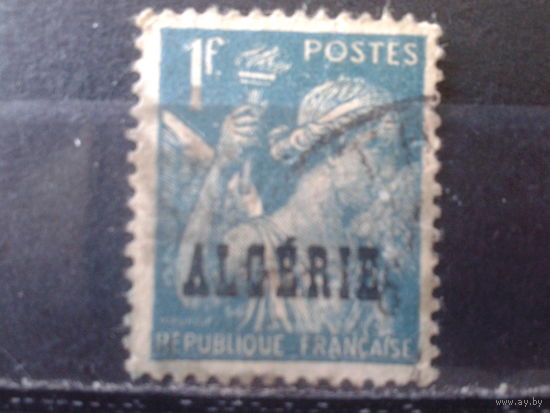 1F POSTES
ALGÉRIE
REPUBLIQUE FRANÇAISE
www.ay.by